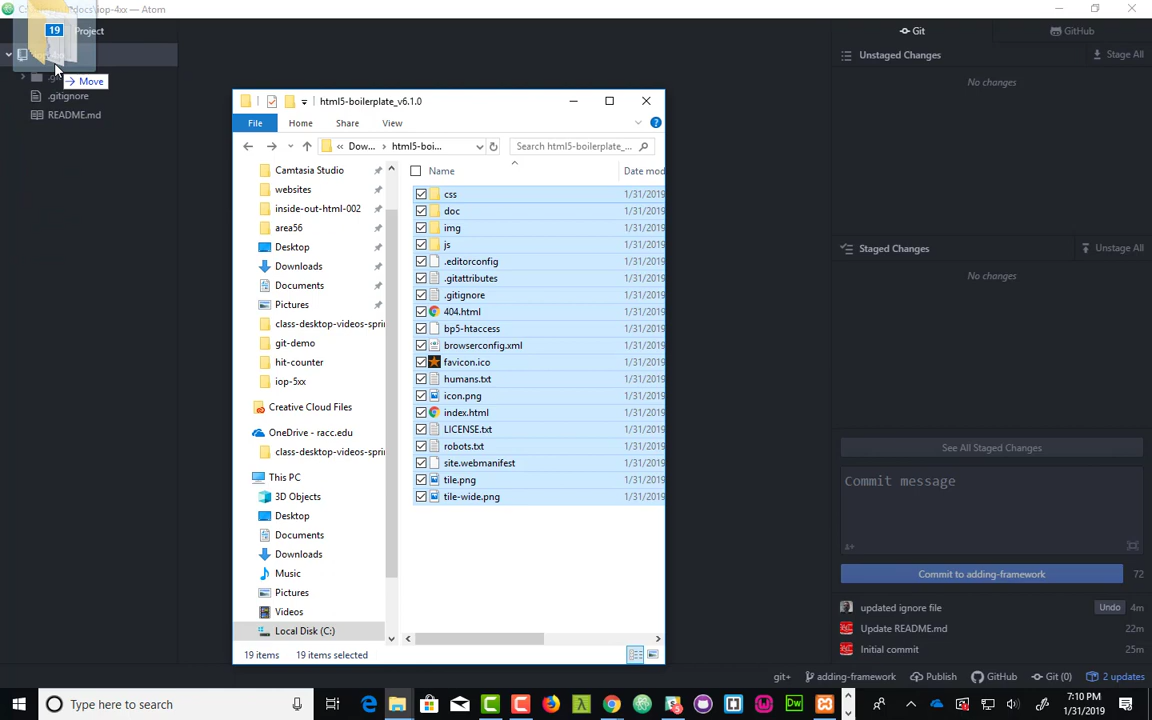 docs\iop-4xx — Atom
19
Project
Move
.gitignore
README.md
html5-boilerplate_v6.1.0
File
Home
Share
View
« Dow... > html5-boi...
Search html5-boilerplate_...
Name
Date mod
Camtasia Studio
websites
inside-out-html-002
area56
Desktop
Downloads
Documents
Pictures
class-desktop-videos-sprin
git-demo
hit-counter
iop-5xx
Creative Cloud Files
OneDrive - racc.edu
class-desktop-videos-sprin
This PC
3D Objects
Desktop
Documents
Downloads
Music
Pictures
Videos
Local Disk (C:)
css 1/31/2019
doc 1/31/2019
img 1/31/2019
js 1/31/2019
.editorconfig 1/31/2019
.gitattributes 1/31/2019
.gitignore 1/31/2019
404.html 1/31/2019
bp5-htaccess 1/31/2019
browserconfig.xml 1/31/2019
favicon.ico 1/31/2019
humans.txt 1/31/2019
icon.png 1/31/2019
index.html 1/31/2019
LICENSE.txt 1/31/2019
robots.txt 1/31/2019
site.webmanifest 1/31/2019
tile.png 1/31/2019
tile-wide.png 1/31/2019
19 items 19 items selected
Git
GitHub
Unstaged Changes
Stage All
No changes
Staged Changes
Unstage All
No changes
See All Staged Changes
Commit message
Commit to adding-framework
72
updated ignore file Undo 4m
Update README.md 22m
Initial commit 25m
git+ adding-framework Publish GitHub Git (0) 2 updates
Type here to search
7:10 PM
1/31/2019